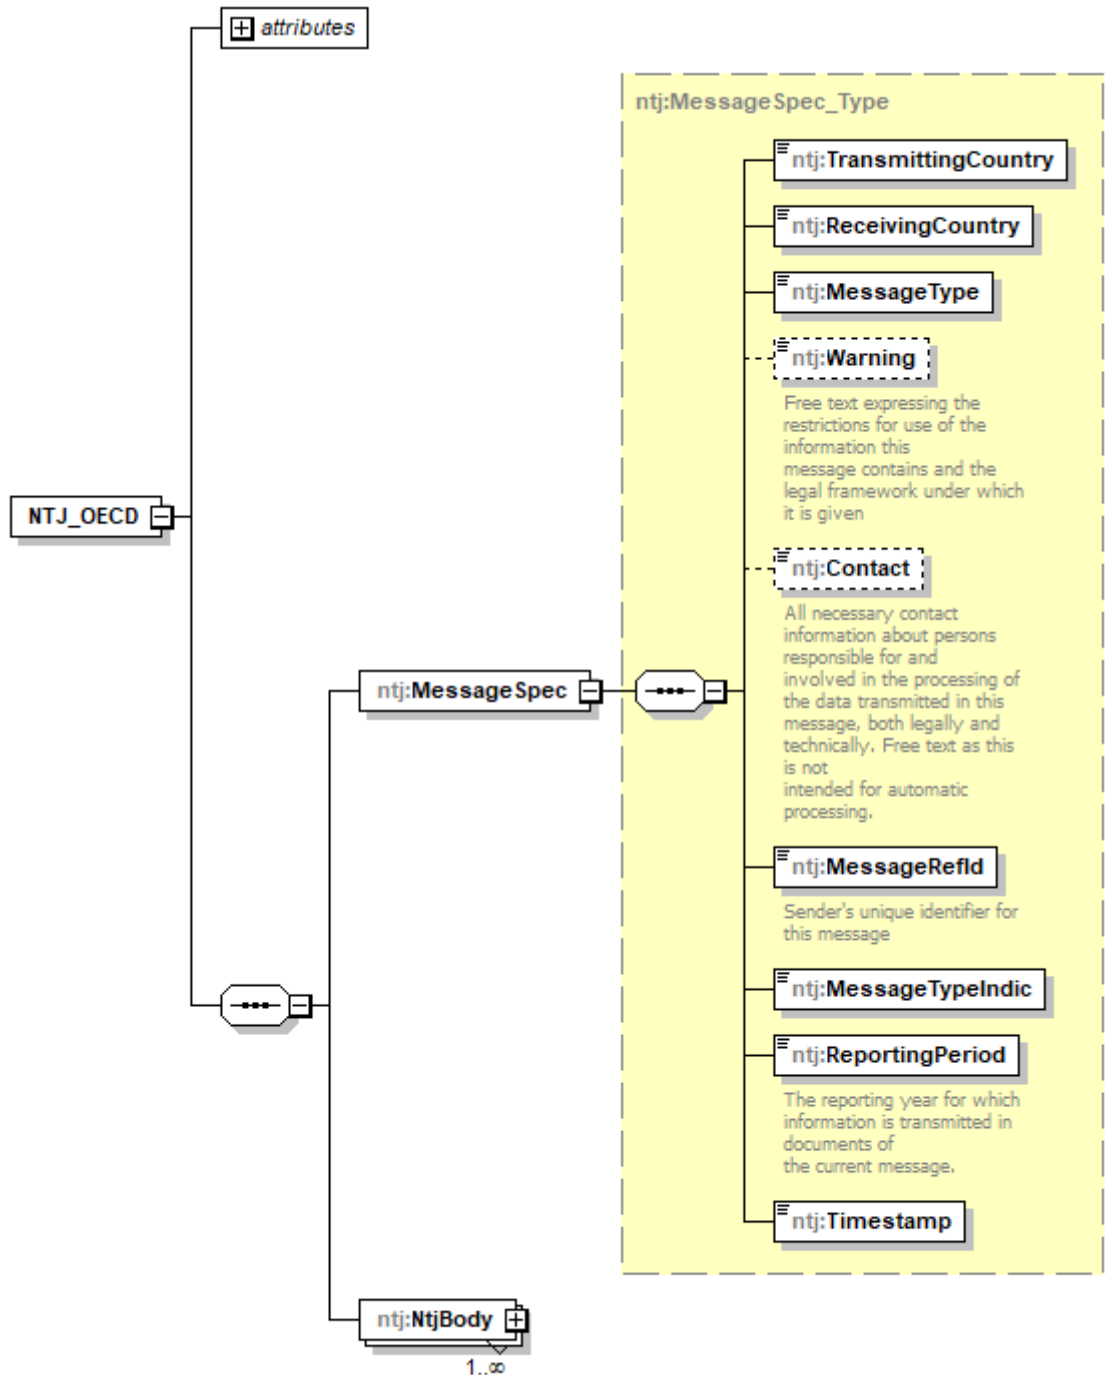 attributes
ntj:MessageSpec_Type
ntj:TransmittingCountry
ntj:ReceivingCountry
ntj:MessageType
ntj:Warning
Free text expressing the
restrictions for use of the
information this
message contains and the
legal framework under which
it is given
NTJ_OECD
ntj:Contact
All necessary contact
information about persons
responsible for and
involved in the processing of
the data transmitted in this
message, both legally and
technically. Free text as this
is not
intended for automatic
processing.
ntj:MessageSpec
ntj:MessageRefId
Sender's unique identifier for
this message
ntj:MessageTypeIndic
ntj:ReportingPeriod
The reporting year for which
information is transmitted in
documents of
the current message.
ntj:Timestamp
ntj:NtjBody
1..∞